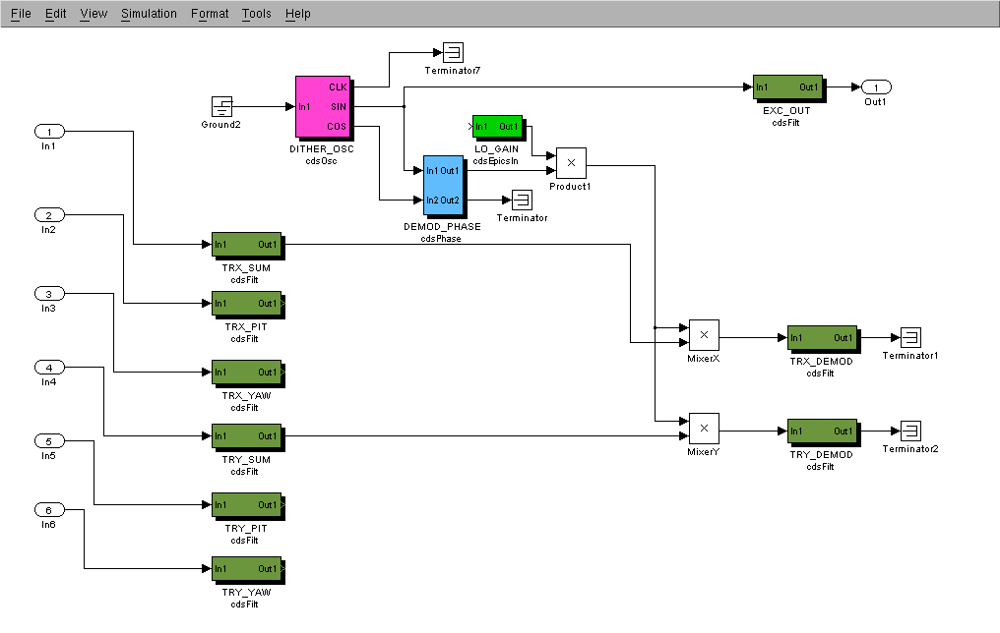 File Edit View Simulation Format Tools Help
Terminator7
CLK
In1 SIN
COS
DITHER_OSC
cdsOsc
Ground2
In1 Out1
EXC_OUT
cdsFilt
1
Out1
In1 Out1
LO_GAIN
cdsEpicsIn
×
Product1
1
In1
In1 Out1
In2 Out2
DEMOD_PHASE
cdsPhase
Terminator
2
In2
In1 Out1
TRX_SUM
cdsFilt
3
In3
In1 Out1
TRX_PIT
cdsFilt
×
MixerX
In1 Out1
TRX_DEMOD
cdsFilt
Terminator1
4
In4
In1 Out1
TRX_YAW
cdsFilt
5
In5
In1 Out1
TRY_SUM
cdsFilt
×
MixerY
In1 Out1
TRY_DEMOD
cdsFilt
Terminator2
6
In6
In1 Out1
TRY_PIT
cdsFilt
In1 Out1
TRY_YAW
cdsFilt